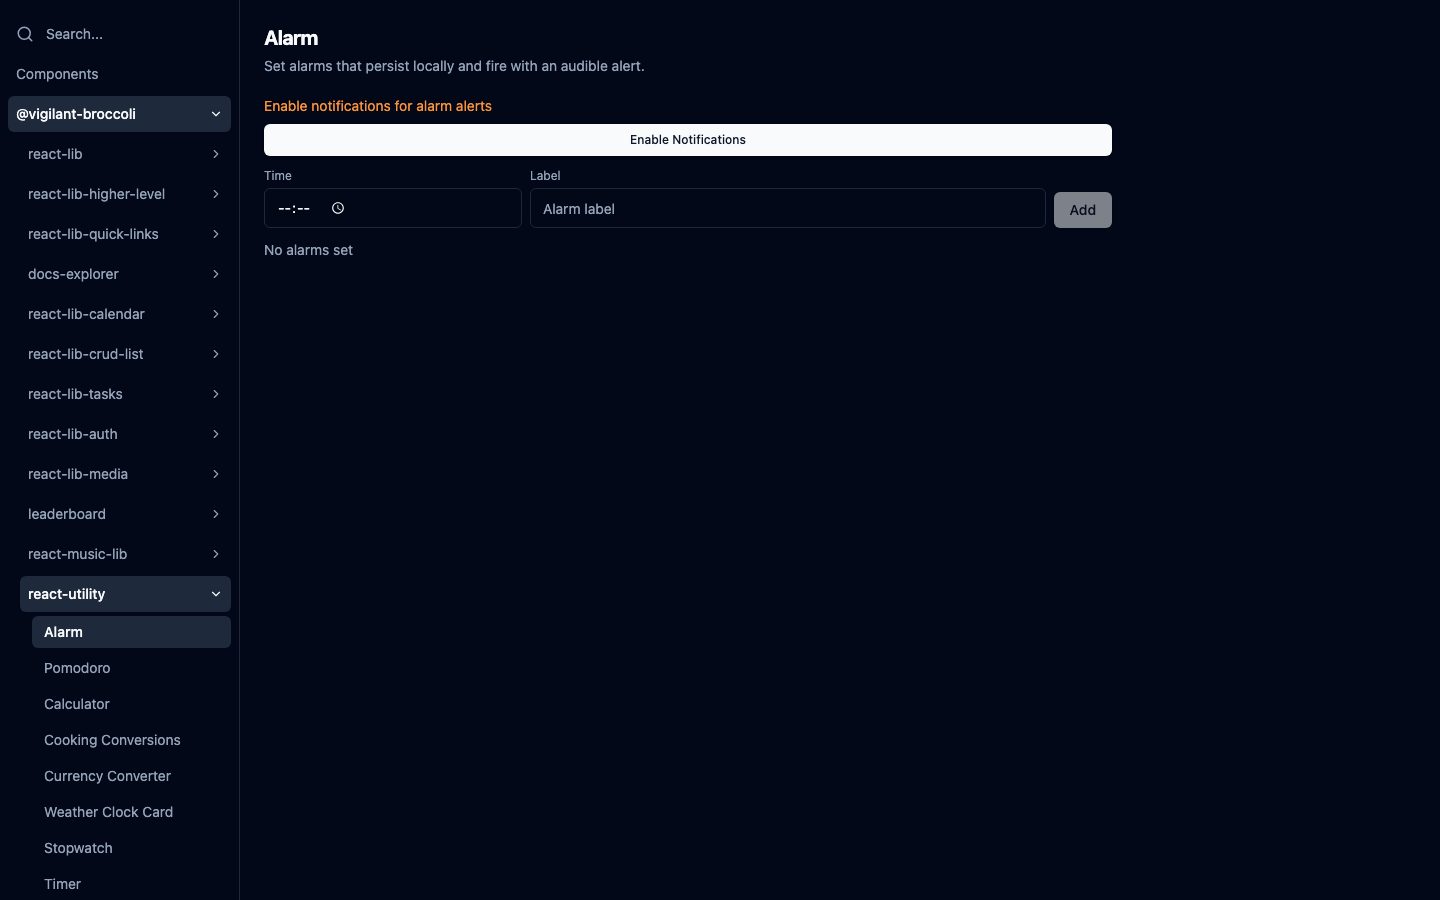 Search...
Components
@vigilant-broccoli
react-lib
react-lib-higher-level
react-lib-quick-links
docs-explorer
react-lib-calendar
react-lib-crud-list
react-lib-tasks
react-lib-auth
react-lib-media
leaderboard
react-music-lib
react-utility
Alarm
Pomodoro
Calculator
Cooking Conversions
Currency Converter
Weather Clock Card
Stopwatch
Timer
Alarm
Set alarms that persist locally and fire with an audible alert.
Enable notifications for alarm alerts
Enable Notifications
Time
Label
--:--
Alarm label
Add
No alarms set